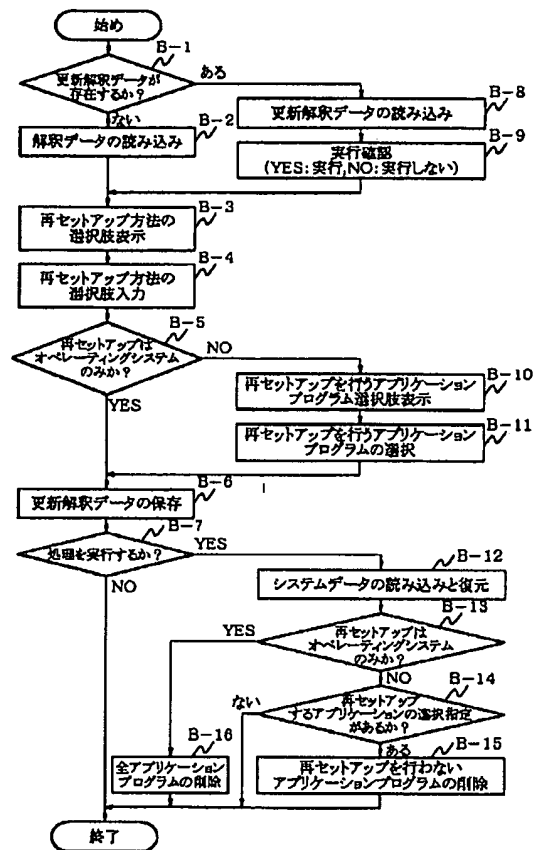 始め
B-1
更新解釈データが
存在するか？
ある
ない
B-2
解釈データの読み込み
B-8
更新解釈データの読み込み
B-9
実行確認
(YES:実行,NO:実行しない)
B-3
再セットアップ方法の
選択肢表示
B-4
再セットアップ方法の
選択肢入力
B-5
再セットアップは
オペレーティングシステム
のみか？
NO
YES
B-10
再セットアップを行うアプリケーション
プログラム選択肢表示
B-11
再セットアップを行うアプリケーション
プログラムの選択
B-6
更新解釈データの保存
B-7
処理を実行するか？
YES
NO
B-12
システムデータの読み込みと復元
B-13
再セットアップは
オペレーティングシステム
のみか？
YES
NO
B-14
再セットアップ
するアプリケーションの選択指定
があるか？
ない
ある
B-15
再セットアップを行わない
アプリケーションプログラムの削除
B-16
全アプリケーション
プログラムの削除
終了